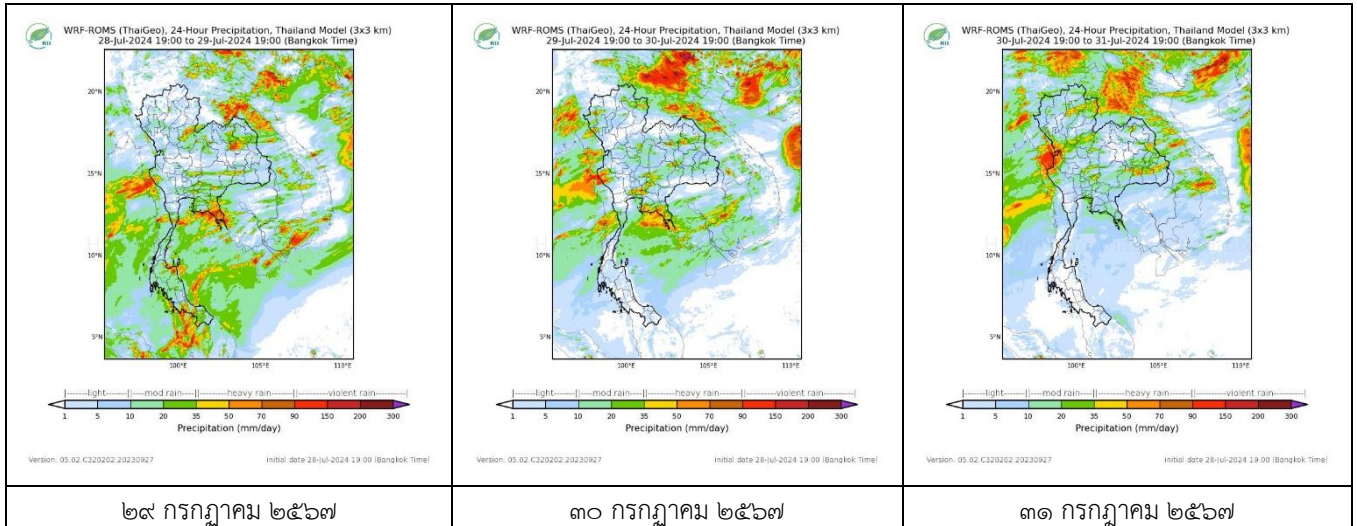 WRF-ROMS (ThaiGeo), 24-Hour Precipitation, Thailand Model (3x3 km)
28-Jul-2024 19:00 to 29-Jul-2024 19:00 (Bangkok Time)
20°N
15°N
10°N
5°N
100°E
105°E
110°E
light mod rain heavy rain violent rain
1 5 10 20 35 50 70 90 150 200 300
Precipitation (mm/day)
Version: 05.02.C320202.20230927
initial date 28-Jul-2024 19:00 (Bangkok Time)
๒๙ กรกฎาคม ๒๕๖๗
WRF-ROMS (ThaiGeo), 24-Hour Precipitation, Thailand Model (3x3 km)
29-Jul-2024 19:00 to 30-Jul-2024 19:00 (Bangkok Time)
20°N
15°N
10°N
5°N
100°E
105°E
110°E
light mod rain heavy rain violent rain
1 5 10 20 35 50 70 90 150 200 300
Precipitation (mm/day)
Version: 05.02.C320202.20230927
initial date 28-Jul-2024 19:00 (Bangkok Time)
๓๐ กรกฎาคม ๒๕๖๗
WRF-ROMS (ThaiGeo), 24-Hour Precipitation, Thailand Model (3x3 km)
30-Jul-2024 19:00 to 31-Jul-2024 19:00 (Bangkok Time)
20°N
15°N
10°N
5°N
100°E
105°E
110°E
light mod rain heavy rain violent rain
1 5 10 20 35 50 70 90 150 200 300
Precipitation (mm/day)
Version: 05.02.C320202.20230927
initial date 28-Jul-2024 19:00 (Bangkok Time)
๓๑ กรกฎาคม ๒๕๖๗